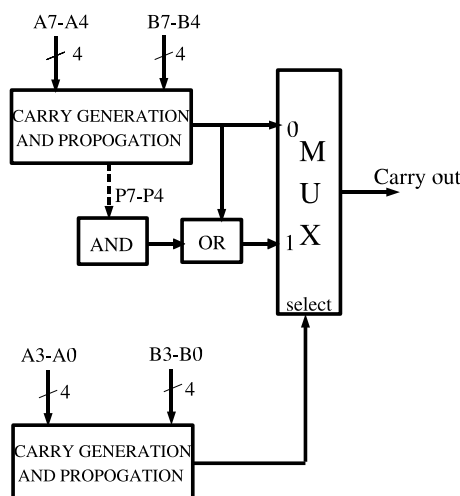 A7-A4 B7-B4
4 4
CARRY GENERATION
AND PROPOGATION
0
M
U
X
Carry out
P7-P4
AND
OR
1
select
A3-A0 B3-B0
4 4
CARRY GENERATION
AND PROPOGATION